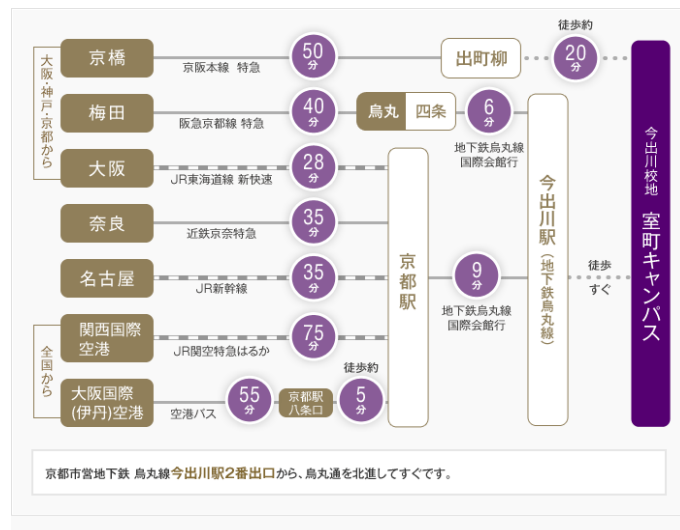 大阪・神戸・京都から
京橋
京阪本線 特急
50分
出町柳
徒歩約
20分
梅田
阪急京都線 特急
40分
烏丸 四条
6分
地下鉄烏丸線
国際会館行
大阪
JR東海道線 新快速
28分
奈良
近鉄京奈特急
35分
名古屋
JR新幹線
35分
全国から
関西国際
空港
JR関空特急はるか
75分
大阪国際
(伊丹)空港
空港バス
55分
京都駅
八条口
徒歩約
5分
京都駅
9分
地下鉄烏丸線
国際会館行
今出川駅(地下鉄烏丸線)
徒歩
すぐ
今出川校地 室町キャンパス
京都市営地下鉄 烏丸線今出川駅2番出口から、烏丸通を北進してすぐです。